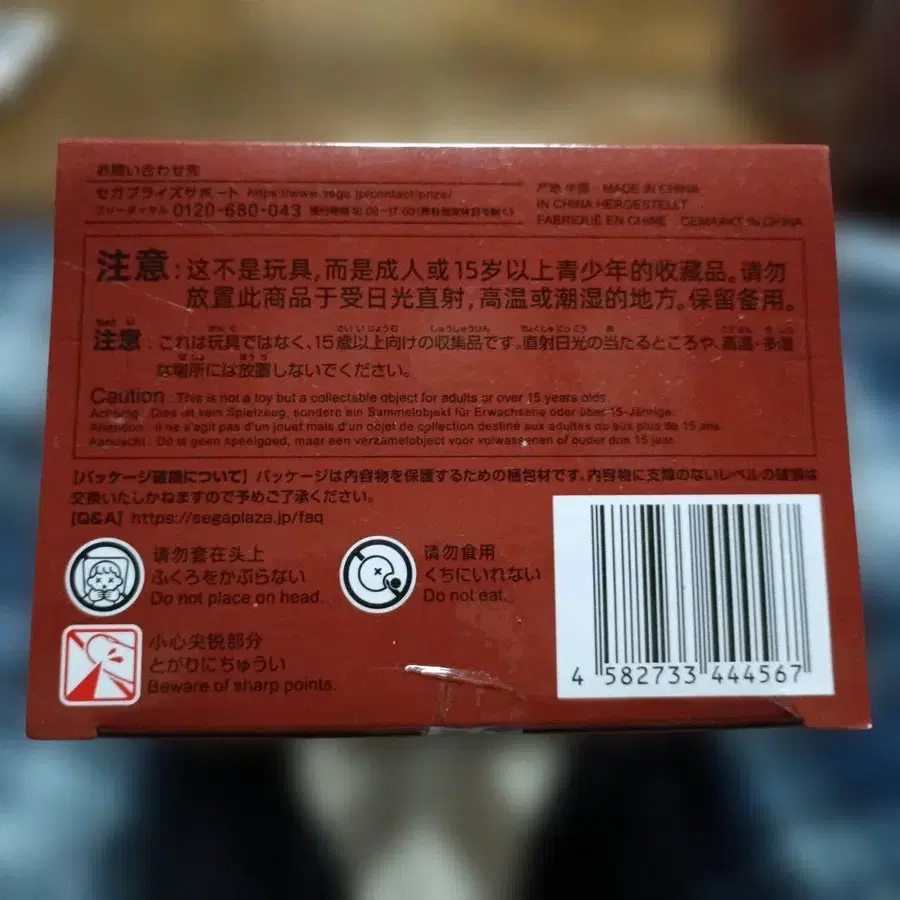 お問い合わせ先
セガプライズサポート https://www.sega.jp/contact/prize/
フリーダイヤル 0120-680-043
产地 中国 MADE IN CHINA
IN CHINA HERGESTELLT
FABRIQUÉ EN CHINE GEMAAKT IN CHINA
注意:这不是玩具,而是成人或15岁以上青少年的收藏品。请勿
放置此商品于受日光直射,高温或潮湿的地方。保留备用。
注意:これは玩具ではなく、15歳以上向けの収集品です。直射日光の当たるところや、高温・多湿
な場所には放置しないでください。
Caution : This is not a toy but a collectable object for adults or over 15 years olds.
Achtung : Dies ist kein Spielzeug, sondern ein Sammelobjekt für Erwachsene oder über 15-Jährige.
Attention : Il ne s'agit pas d'un jouet mais d'un objet de collection destiné aux adultes ou aux plus de 15 ans.
Aandacht : Dit is geen speelgoed, maar een verzamelobject voor volwassenen of ouder dan 15 jaar.
【パッケージ破損について】パッケージは内容物を保護するための梱包材です。内容物に支障のないレベルの破損は
交換いたしかねますので予めご了承ください。
【Q&A】 https://segaplaza.jp/faq
请勿套在头上
ふくろをかぶらない
Do not place on head.
请勿食用
くちにいれない
Do not eat.
小心尖锐部分
とがりにちゅうい
Beware of sharp points.
4 582733 444567